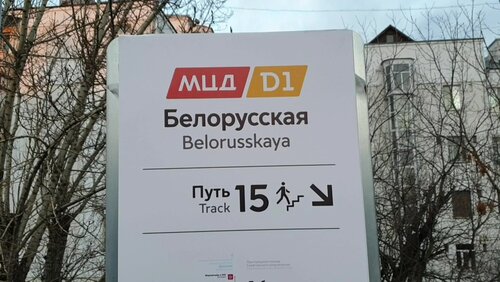 МЦД D1
Белорусская
Belorusskaya
Путь 15
Track